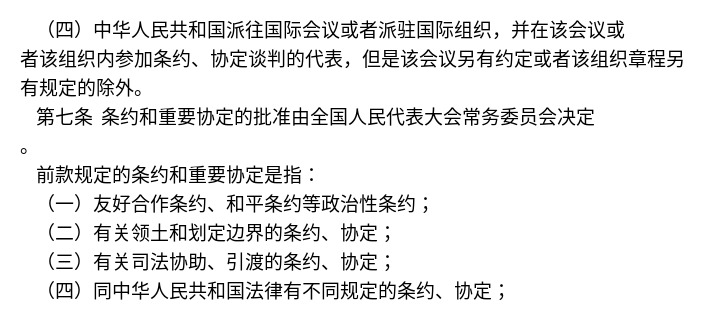 （四）中华人民共和国派往国际会议或者派驻国际组织，并在该会议或
者该组织内参加条约、协定谈判的代表，但是该会议另有约定或者该组织章程另
有规定的除外。
第七条 条约和重要协定的批准由全国人民代表大会常务委员会决定
。
前款规定的条约和重要协定是指：
（一）友好合作条约、和平条约等政治性条约；
（二）有关领土和划定边界的条约、协定；
（三）有关司法协助、引渡的条约、协定；
（四）同中华人民共和国法律有不同规定的条约、协定；